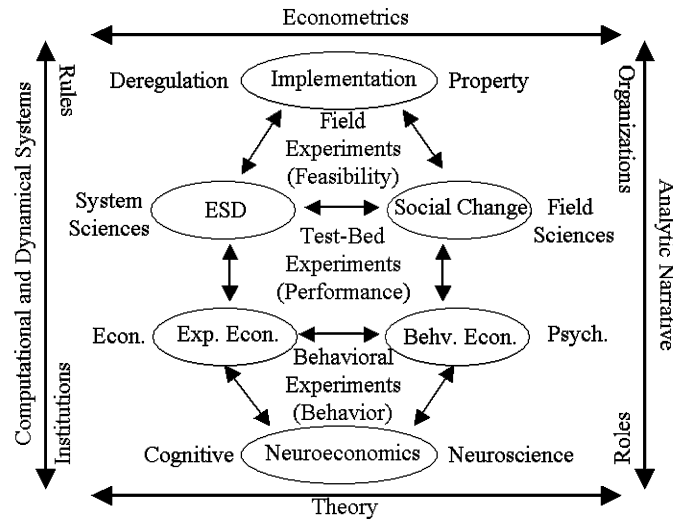 Econometrics
Deregulation
Implementation
Property
Rules
Organizations
Field
Experiments
(Feasibility)
System
Sciences
ESD
Social Change
Field
Sciences
Computational and Dynamical Systems
Analytic Narrative
Test-Bed
Experiments
(Performance)
Econ.
Exp. Econ.
Behv. Econ.
Psych.
Behavioral
Experiments
(Behavior)
Institutions
Roles
Cognitive
Neuroeconomics
Neuroscience
Theory